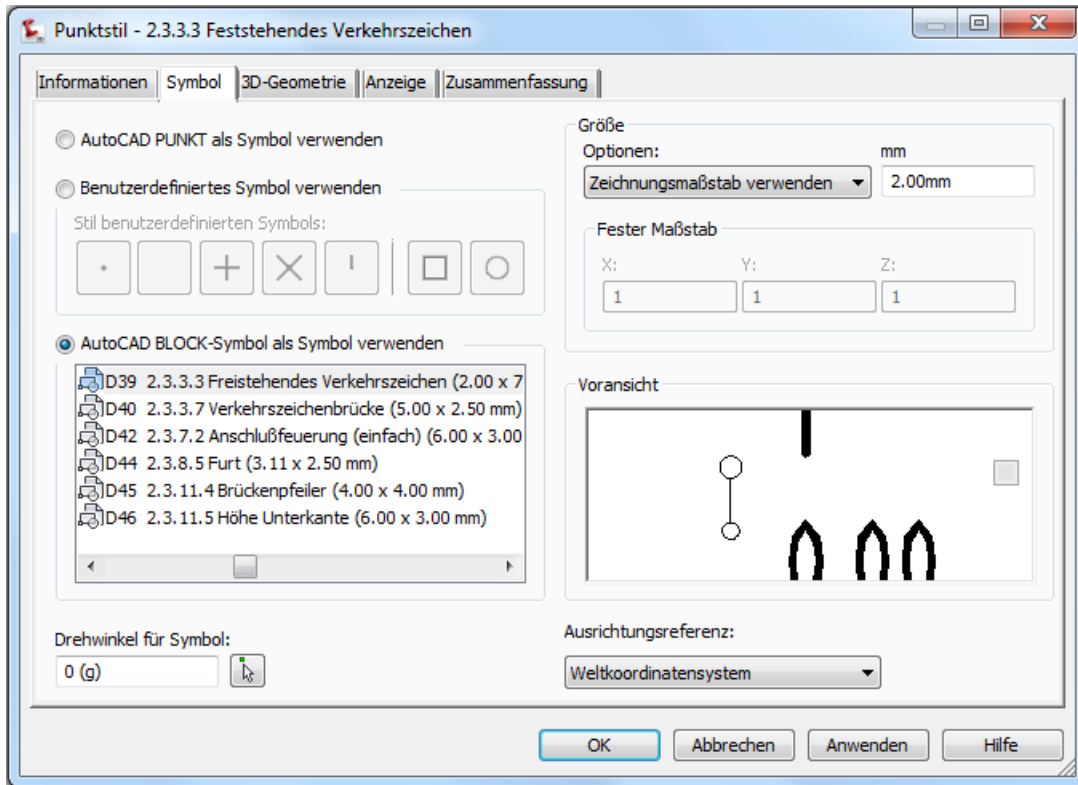 Punktstil - 2.3.3.3 Feststehendes Verkehrszeichen
Informationen Symbol 3D-Geometrie Anzeige Zusammenfassung
AutoCAD PUNKT als Symbol verwenden
Benutzerdefiniertes Symbol verwenden
Stil benutzerdefinierten Symbols:
AutoCAD BLOCK-Symbol als Symbol verwenden
D39 2.3.3.3 Freistehendes Verkehrszeichen (2.00 x 7
D40 2.3.3.7 Verkehrszeichenbrücke (5.00 x 2.50 mm)
D42 2.3.7.2 Anschlußfeuerung (einfach) (6.00 x 3.00
D44 2.3.8.5 Furt (3.11 x 2.50 mm)
D45 2.3.11.4 Brückenpfeiler (4.00 x 4.00 mm)
D46 2.3.11.5 Höhe Unterkante (6.00 x 3.00 mm)
Drehwinkel für Symbol:
0 (g)
Größe
Optionen: mm
Zeichnungsmaßstab verwenden 2.00mm
Fester Maßstab
X: Y: Z:
1 1 1
Voransicht
Ausrichtungsreferenz:
Weltkoordinatensystem
OK Abbrechen Anwenden Hilfe